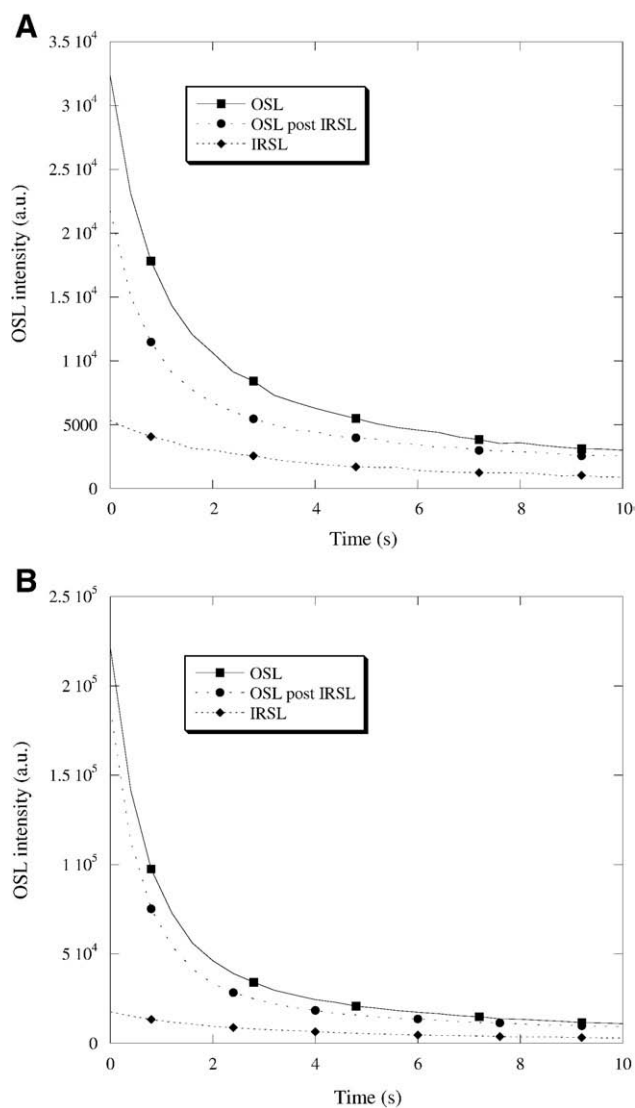 A
3.5 10⁴
3 10⁴
2.5 10⁴
2 10⁴
1.5 10⁴
1 10⁴
5000
0
OSL intensity (a.u.)
OSL
OSL post IRSL
IRSL
0 2 4 6 8 10
Time (s)
B
2.5 10⁵
2 10⁵
1.5 10⁵
1 10⁵
5 10⁴
0
OSL intensity (a.u.)
OSL
OSL post IRSL
IRSL
0 2 4 6 8 10
Time (s)